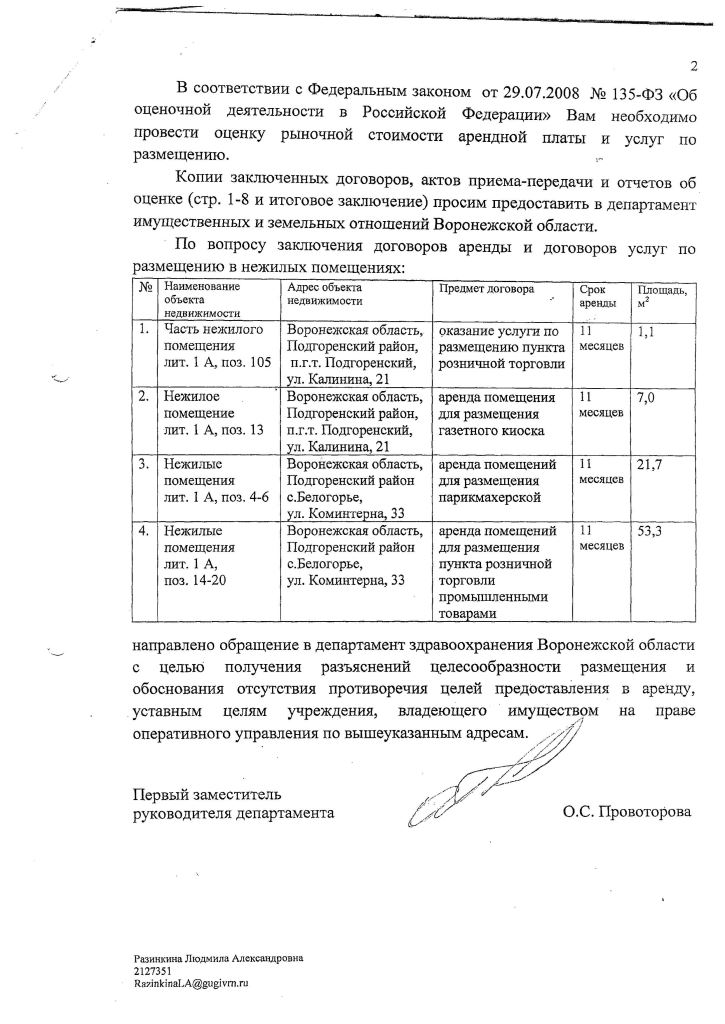 2
В соответствии с Федеральным законом от 29.07.2008 № 135-ФЗ «Об
оценочной деятельности в Российской Федерации» Вам необходимо
провести оценку рыночной стоимости арендной платы и услуг по
размещению.
Копии заключенных договоров, актов приема-передачи и отчетов об
оценке (стр. 1-8 и итоговое заключение) просим предоставить в департамент
имущественных и земельных отношений Воронежской области.
По вопросу заключения договоров аренды и договоров услуг по
размещению в нежилых помещениях:
№ Наименование объекта недвижимости Адрес объекта недвижимости Предмет договора Срок аренды Площадь, м²
1. Часть нежилого Воронежская область, оказание услуги по 11 1,1
помещения Подгоренский район, размещению пункта месяцев
лит. 1 А, поз. 105 п.г.т. Подгоренский, розничной торговли
ул. Калинина, 21
2. Нежилое Воронежская область, аренда помещения 11 7,0
помещение Подгоренский район, для размещения месяцев
лит. 1 А, поз. 13 п.г.т. Подгоренский, газетного киоска
ул. Калинина, 21
3. Нежилые Воронежская область, аренда помещений 11 21,7
помещения Подгоренский район для размещения месяцев
лит. 1 А, поз. 4-6 с.Белогорье, парикмахерской
ул. Коминтерна, 33
4. Нежилые Воронежская область, аренда помещений 11 53,3
помещения Подгоренский район для размещения месяцев
лит. 1 А, с.Белогорье, пункта розничной
поз. 14-20 ул. Коминтерна, 33 торговли
промышленными
товарами
направлено обращение в департамент здравоохранения Воронежской области
с целью получения разъяснений целесообразности размещения и
обоснования отсутствия противоречия целей предоставления в аренду,
уставным целям учреждения, владеющего имуществом на праве
оперативного управления по вышеуказанным адресам.
Первый заместитель
руководителя департамента О.С. Провоторова
Разинкина Людмила Александровна
2127351
RazinkinaLA@gugivrn.ru